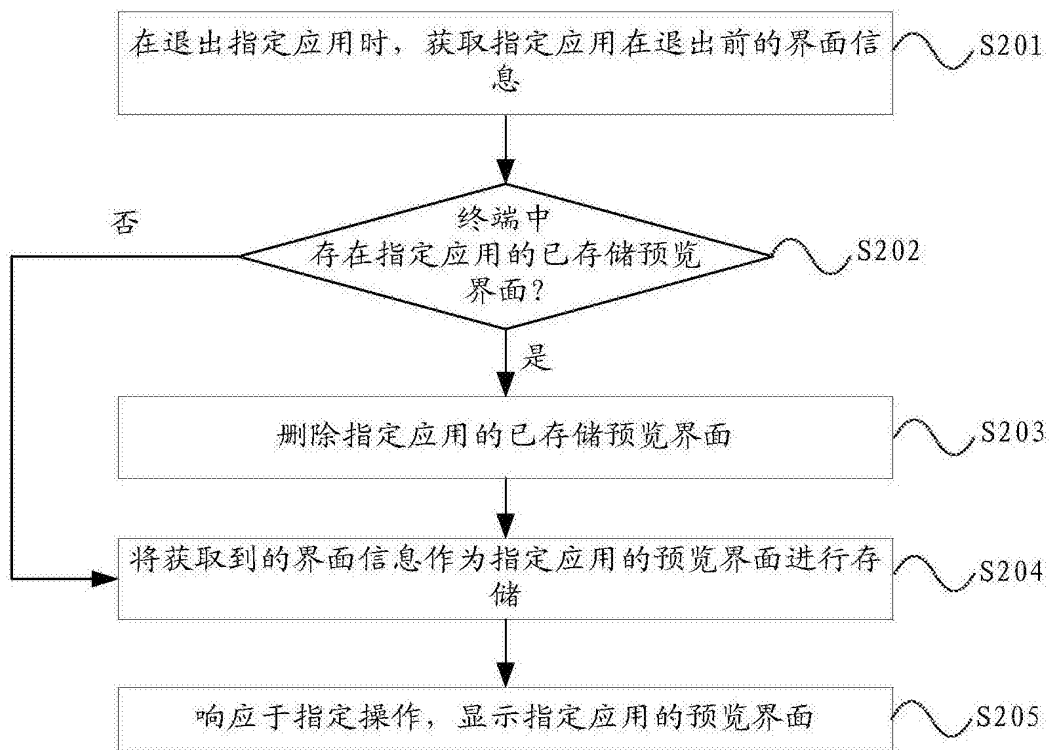 在退出指定应用时，获取指定应用在退出前的界面信
息
S201
终端中
存在指定应用的已存储预览
界面？
S202
否
是
删除指定应用的已存储预览界面
S203
将获取到的界面信息作为指定应用的预览界面进行存
储
S204
响应于指定操作，显示指定应用的预览界面
S205